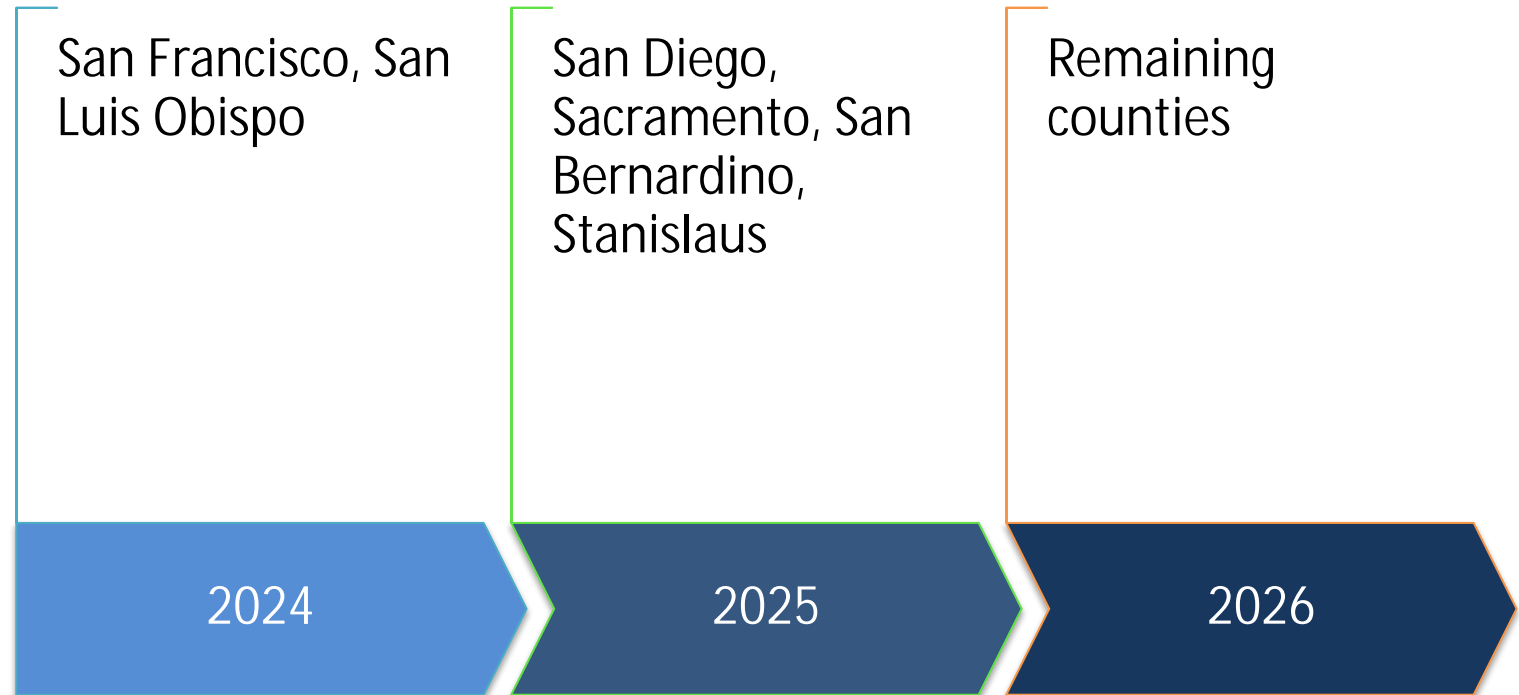 San Francisco, San
Luis Obispo
San Diego,
Sacramento, San
Bernardino,
Stanislaus
Remaining
counties
2024
2025
2026